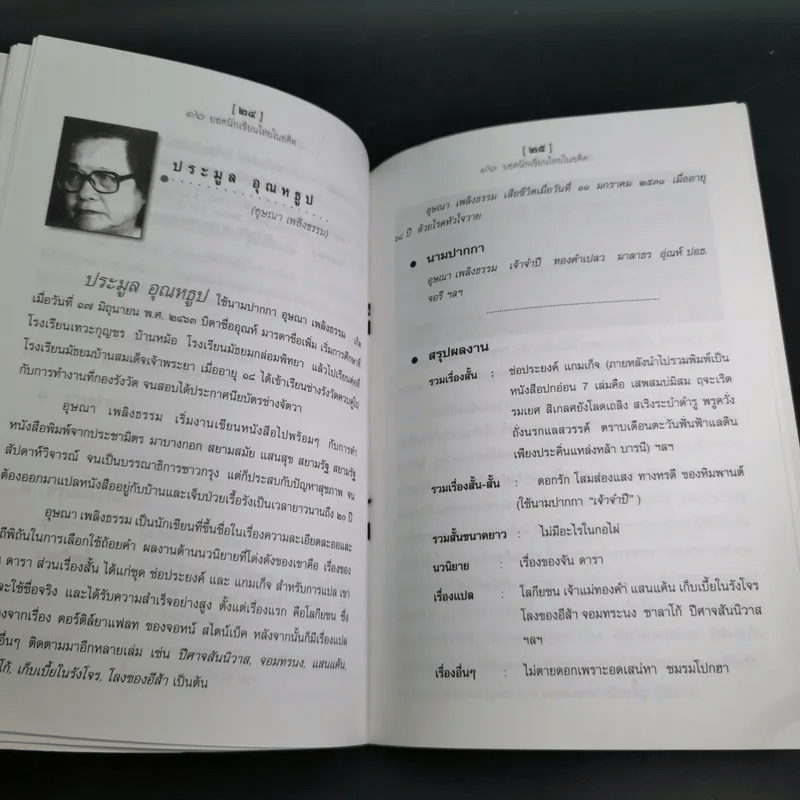 [ ๒๔ ]
๑๖ ยอดนักเขียนไทยในอดีต
ประมูล อุณหธูป
(อุษณา เพลิงธรรม)
ประมูล อุณหธูป ใช้นามปากกา อุษณา เพลิงธรรม เกิด
เมื่อวันที่ ๑๗ มิถุนายน พ.ศ. ๒๔๖๓ บิดาชื่ออุณห์ มารดาชื่อเพิ่ม เริ่มการศึกษาที่
โรงเรียนเทวะกุญชร บ้านหม้อ โรงเรียนมัธยมกล่อมพิทยา แล้วไปเรียนต่อที่
โรงเรียนมัธยมบ้านสมเด็จเจ้าพระยา เมื่ออายุ ๑๘ ได้เข้าเรียนช่างรังวัดควบคู่ไป
กับการทำงานที่กองรังวัด จนสอบได้ประกาศนียบัตรช่างจัตวา
อุษณา เพลิงธรรม เริ่มงานเขียนหนังสือไปพร้อมๆ กับการทำ
หนังสือพิมพ์จากประชามิตร มาบางกอก สยามสมัย แสนสุข สยามรัฐ สยามรัฐ
สัปดาห์วิจารณ์ จนเป็นบรรณาธิการชาวกรุง แต่ก็ประสบกับปัญหาสุขภาพ จน
ต้องออกมาแปลหนังสืออยู่กับบ้านและเจ็บป่วยเรื้อรังเป็นเวลายาวนานถึง ๒๐ ปี
อุษณา เพลิงธรรม เป็นนักเขียนที่ขึ้นชื่อในเรื่องความละเอียดละออและ
ถีพิถันในการเลือกใช้ถ้อยคำ ผลงานด้านนวนิยายที่โด่งดังของเขาคือ เรื่องของ
ดารา ส่วนเรื่องสั้น ได้แก่ชุด ช่อประยงค์ และ แกมเก็จ สำหรับการแปล เขา
ะใช้ชื่อจริง และได้รับความสำเร็จอย่างสูง ตั้งแต่เรื่องแรก คือโลกียชน ซึ่ง
งจากเรื่อง ตอร์ติล์ยาแฟลท ของจอห์น สไตน์เบ็ค หลังจากนั้นก็มีเรื่องแปล
อื่นๆ ติดตามมาอีกหลายเล่ม เช่น ปีศาจสันนิวาส, จอมทรนง, แสนแค้น,
โก้, เก็บเบี้ยในรังโจร, โลงของอีส้า เป็นต้น
[ ๒๕ ]
๑๖ ยอดนักเขียนไทยในอดีต
อุษณา เพลิงธรรม เสียชีวิตเมื่อวันที่ ๑๑ มกราคม ๒๕๓๑ เมื่ออายุ
๖๘ ปี ด้วยโรคหัวใจวาย
• นามปากกา
อุษณา เพลิงธรรม เจ้าจำปี ทองคำเปลว มาลาธร อุ่ณห์ ปอธ.
จอรี ฯลฯ
• สรุปผลงาน
รวมเรื่องสั้น : ช่อประยงค์ แกมเก็จ (ภายหลังนำไปรวมพิมพ์เป็น
หนังสือปกอ่อน 7 เล่มคือ เสพสมบ่มิสม ฤจะเริด
รมเยศ สิเกลศยังโลดเถลิง สเริงระบำดำรู พรูควั่ง
ถั่งนรกแลสวรรค์ ตราบเดือนตะวันฟั่นฟ้าแลดิน
เพียงประคิ่นแหล่งหล้า บารนี) ฯลฯ
รวมเรื่องสั้น-สั้น : ดอกรัก โสมส่องแสง ทางทรดี ของหิมพานต์
(ใช้นามปากกา "เจ้าจำปี" )
รวมสั้นขนาดยาว : ไม่มีอะไรในกอไผ่
นวนิยาย : เรื่องของจัน ดารา
เรื่องแปล : โลกียชน เจ้าแม่ทองคำ แสนแค้น เก็บเบี้ยในรังโจร
โลงของอีส้า จอมทระนง ซาลาโก้ ปีศาจสันนิวาส
ฯลฯ
เรื่องอื่นๆ : ไม่ตายดอกเพราะอดเสน่หา ชมรมโปกฮา